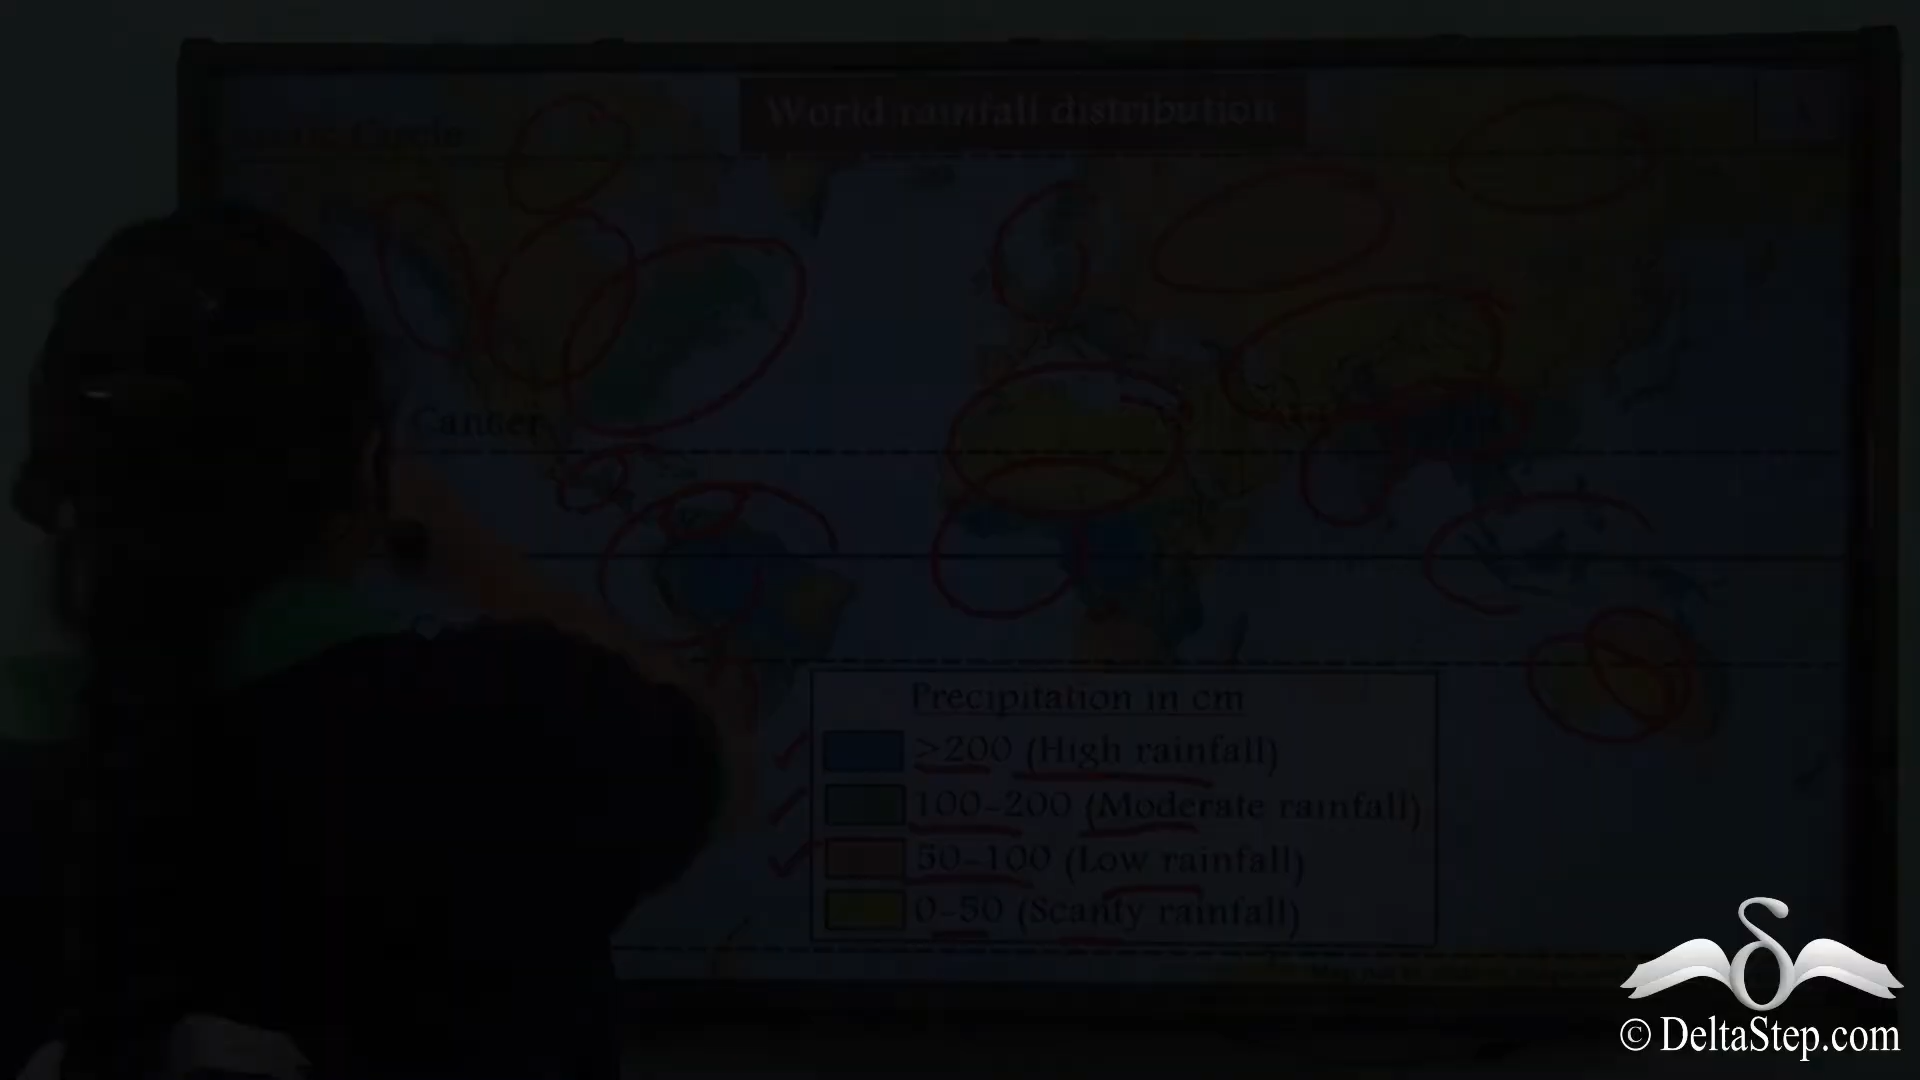 World rainfall distribution
Circle
Cancer
Precipitation in cm
>200 (High rainfall)
100-200 (Moderate rainfall)
50-100 (Low rainfall)
0-50 (Scanty rainfall)
© DeltaStep.com